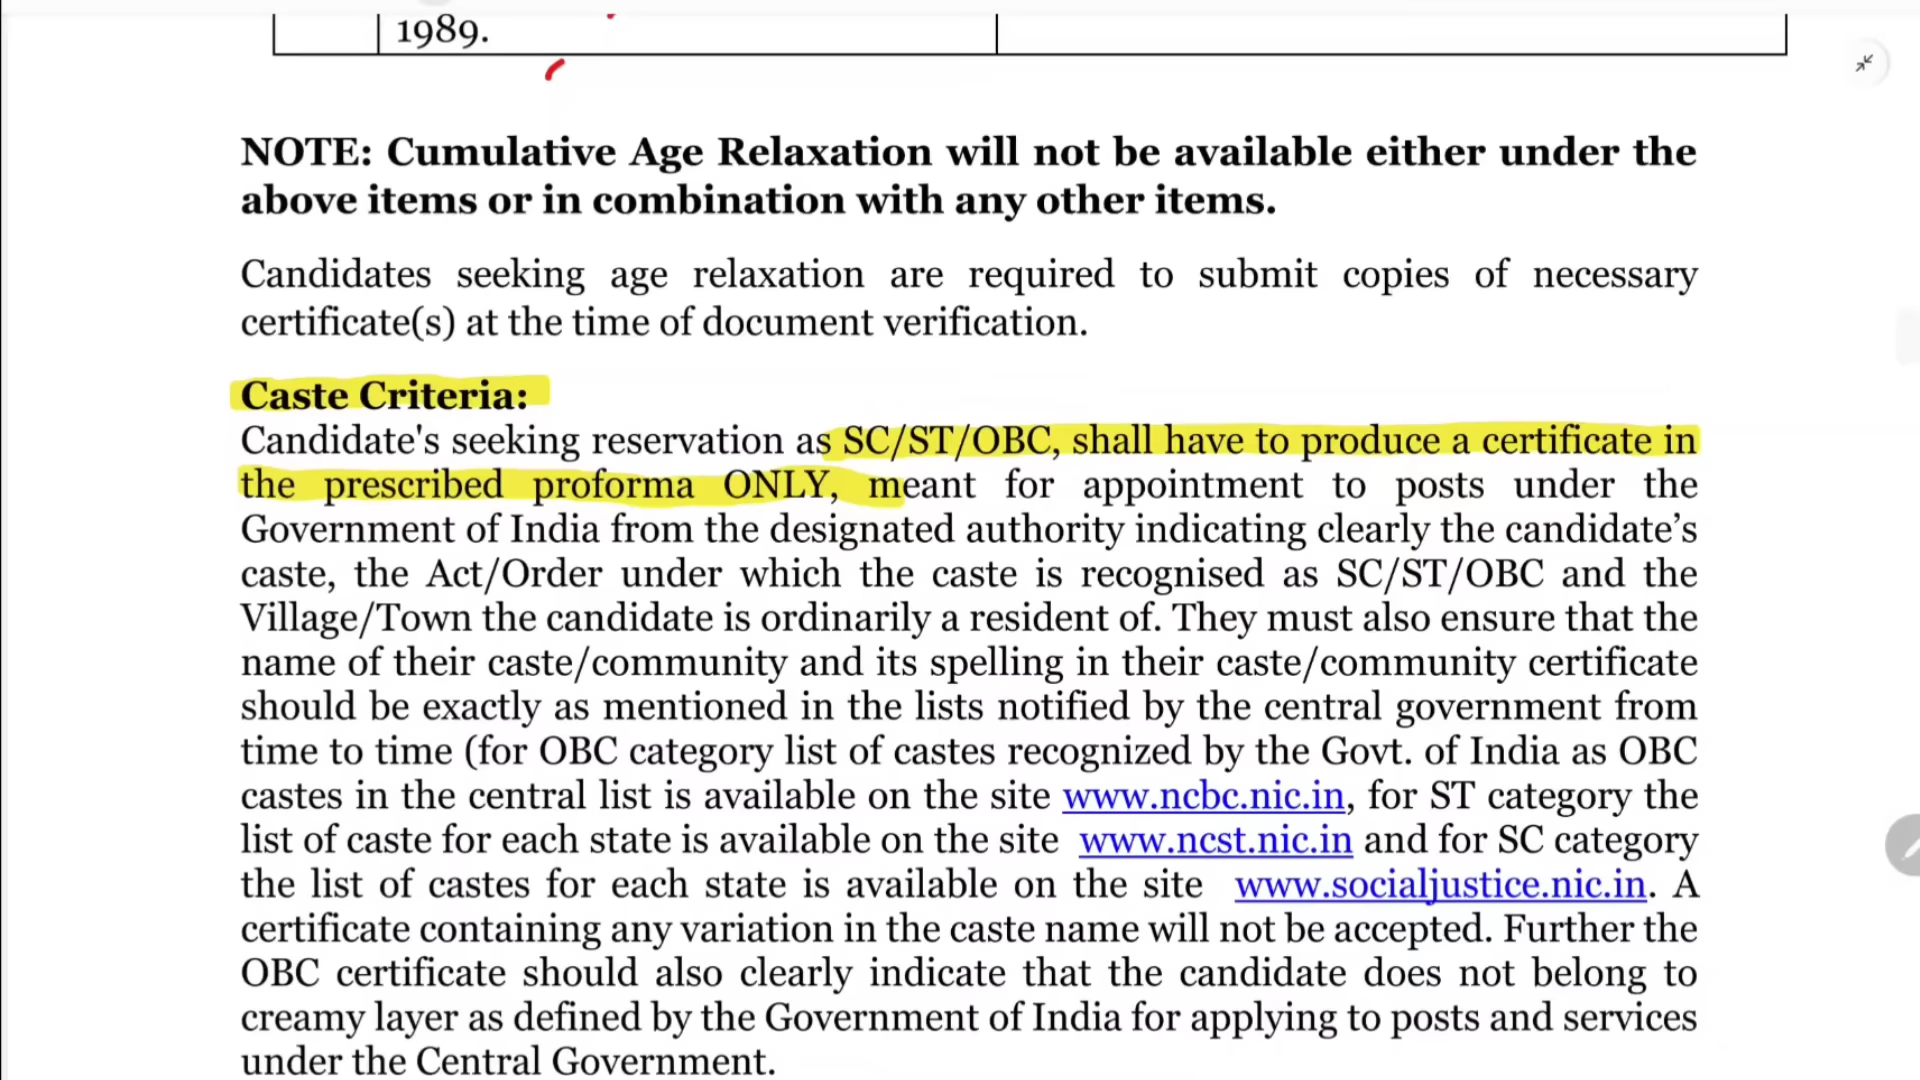 1989.
NOTE: Cumulative Age Relaxation will not be available either under the
above items or in combination with any other items.
Candidates seeking age relaxation are required to submit copies of necessary
certificate(s) at the time of document verification.
Caste Criteria:
Candidate's seeking reservation as SC/ST/OBC, shall have to produce a certificate in
the prescribed proforma ONLY, meant for appointment to posts under the
Government of India from the designated authority indicating clearly the candidate’s
caste, the Act/Order under which the caste is recognised as SC/ST/OBC and the
Village/Town the candidate is ordinarily a resident of. They must also ensure that the
name of their caste/community and its spelling in their caste/community certificate
should be exactly as mentioned in the lists notified by the central government from
time to time (for OBC category list of castes recognized by the Govt. of India as OBC
castes in the central list is available on the site www.ncbc.nic.in, for ST category the
list of caste for each state is available on the site www.ncst.nic.in and for SC category
the list of castes for each state is available on the site www.socialjustice.nic.in. A
certificate containing any variation in the caste name will not be accepted. Further the
OBC certificate should also clearly indicate that the candidate does not belong to
creamy layer as defined by the Government of India for applying to posts and services
under the Central Government.